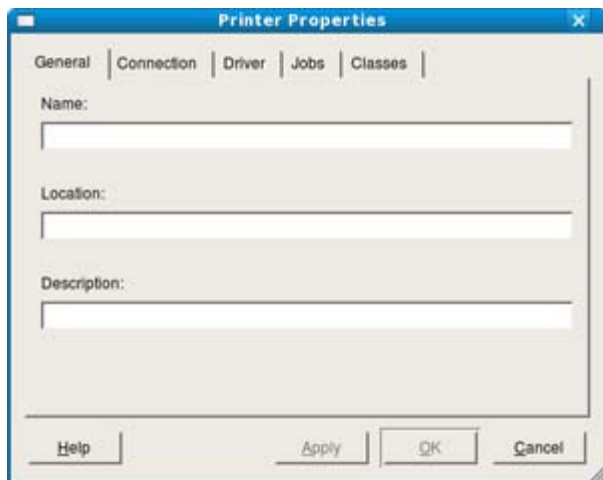 Printer Properties
General Connection Driver Jobs Classes
Name:
Location:
Description:
Help Apply OK Cancel